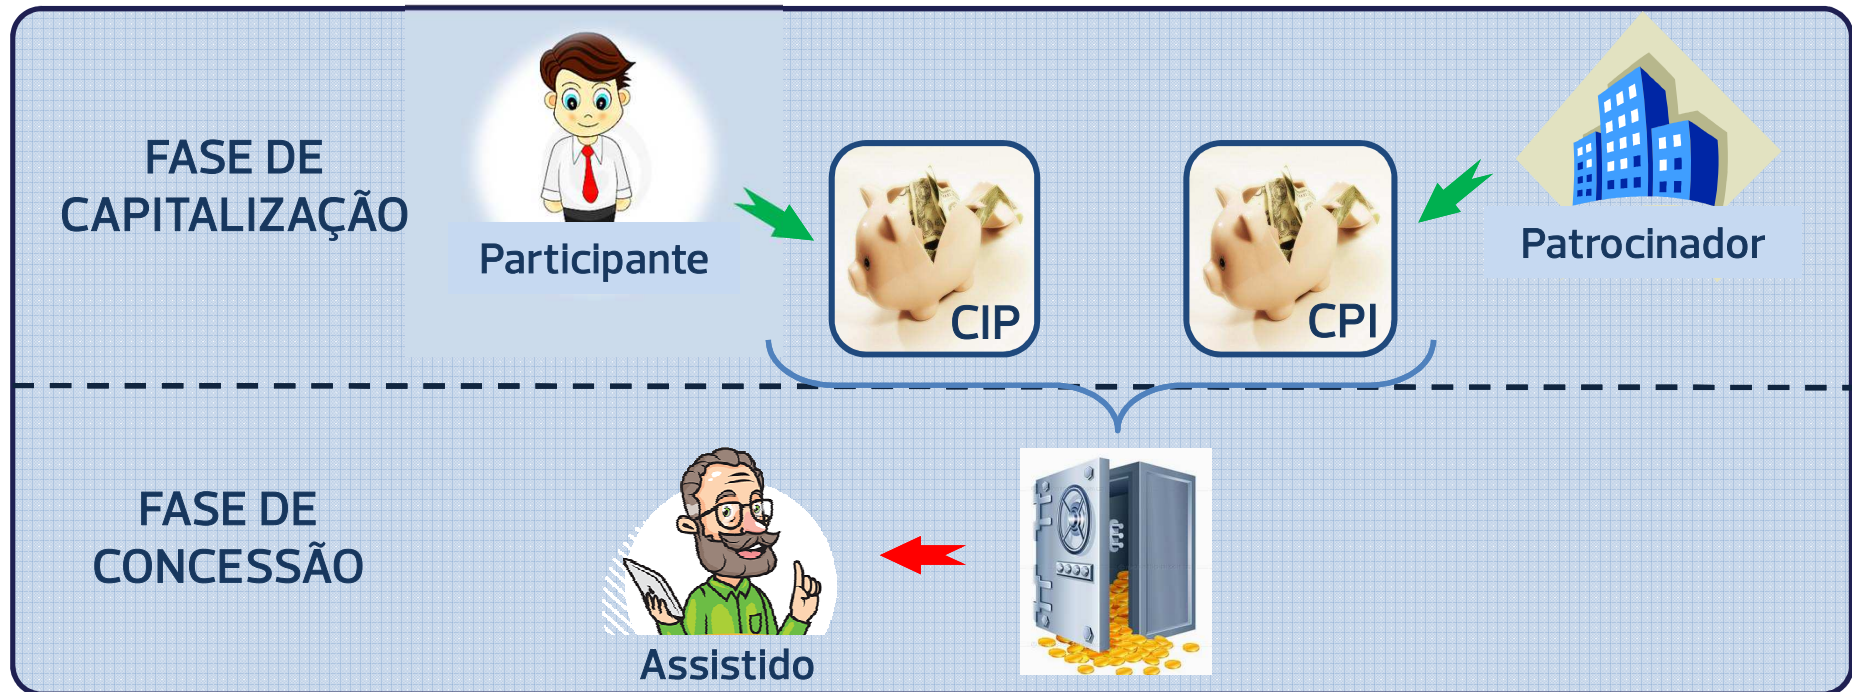 FASE DE
CAPITALIZAÇÃO
Participante
CIP
CPI
Patrocinador
FASE DE
CONCESSÃO
Assistido